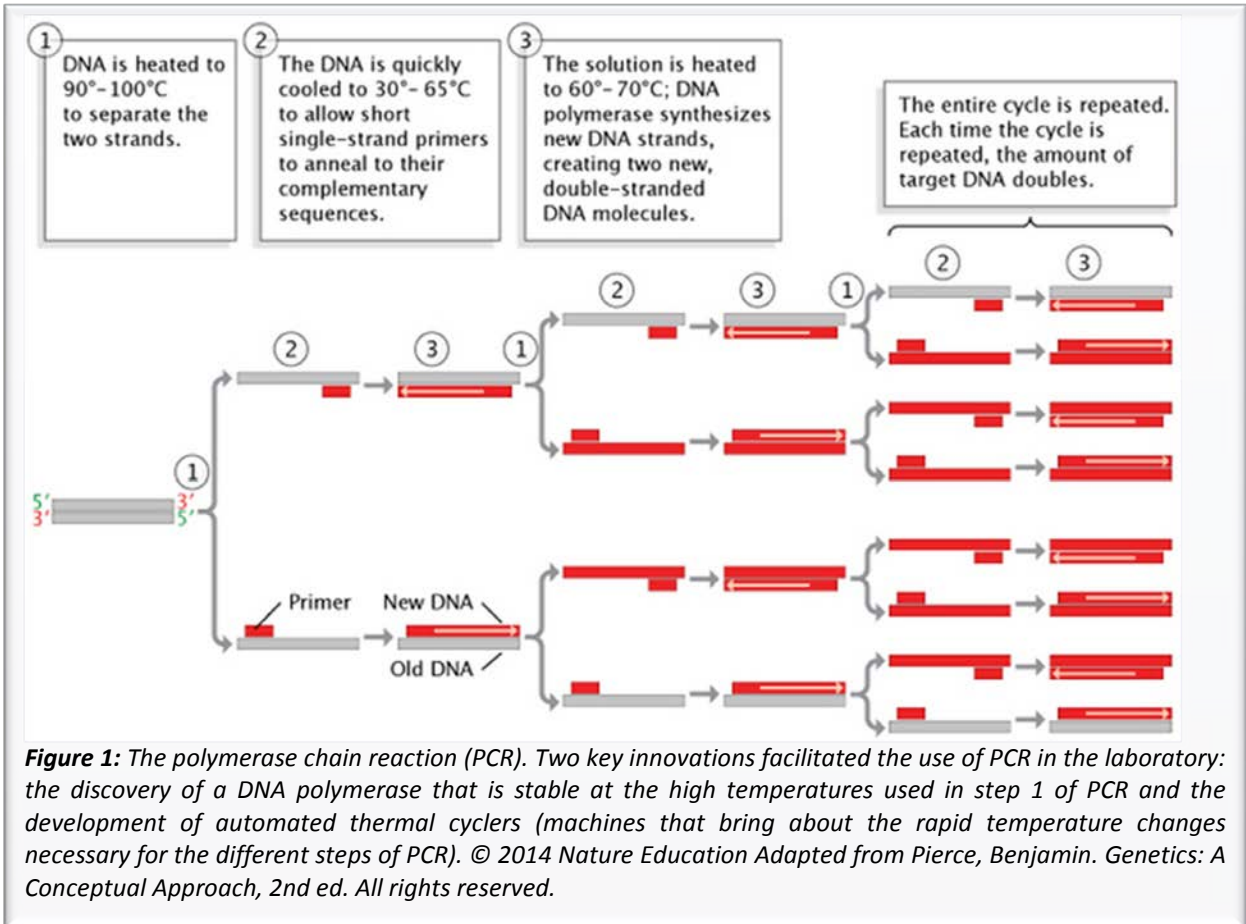 1
DNA is heated to
90°–100°C
to separate the
two strands.
2
The DNA is quickly
cooled to 30°– 65°C
to allow short
single-strand primers
to anneal to their
complementary
sequences.
3
The solution is heated
to 60°– 70°C; DNA
polymerase synthesizes
new DNA strands,
creating two new,
double-stranded
DNA molecules.
The entire cycle is repeated.
Each time the cycle is
repeated, the amount of
target DNA doubles.
2 3
2 3 1
2 3 1
1
5′ 3′
3′ 5′
Primer New DNA
Old DNA
Figure 1: The polymerase chain reaction (PCR). Two key innovations facilitated the use of PCR in the laboratory:
the discovery of a DNA polymerase that is stable at the high temperatures used in step 1 of PCR and the
development of automated thermal cyclers (machines that bring about the rapid temperature changes
necessary for the different steps of PCR). © 2014 Nature Education Adapted from Pierce, Benjamin. Genetics: A
Conceptual Approach, 2nd ed. All rights reserved.